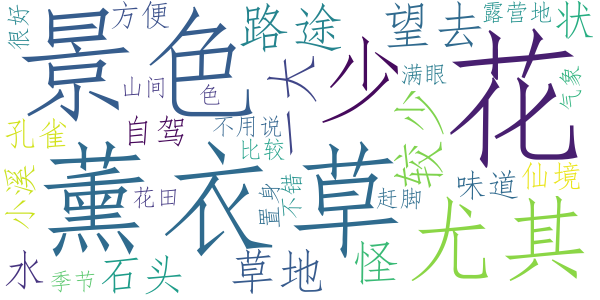 很好
方便
景色
路途
望去
露营地
状
山间
色
一大
少
满眼
花
气象
孔雀
自驾
不用说
比较
较少
小溪
薰衣草
花田
置身
不错
赶脚
味道
仙境
尤其
水
季节
石头
草地
怪